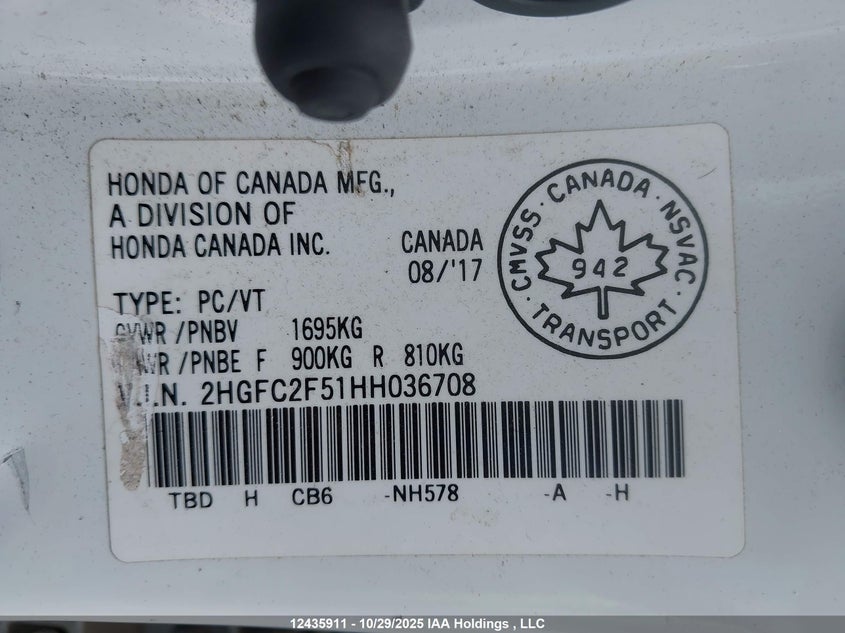 HONDA OF CANADA MFG.,
A DIVISION OF
HONDA CANADA INC.
CANADA
08/'17
CMVSS · CANADA · NSVAC · TRANSPORT ·
942
TYPE: PC/VT
GVWR /PNBV 1695KG
/PNBE F 900KG R 810KG
V.I.N. 2HGFC2F51HH036708
TBD H CB6 -NH578 -A -H
12435911 - 10/29/2025 IAA Holdings , LLC